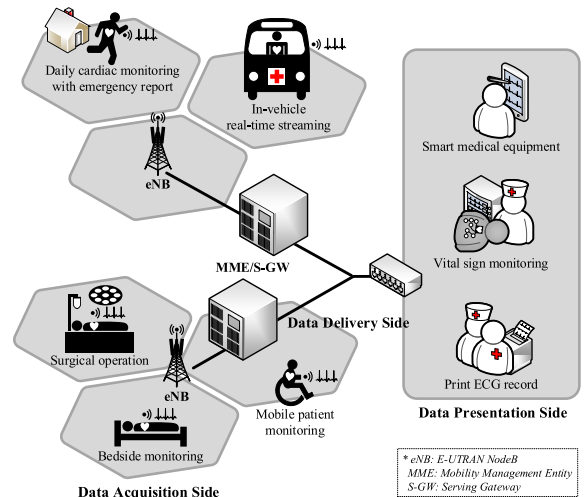 Daily cardiac monitoring
with emergency report
In-vehicle
real-time streaming
eNB
MME/S-GW
Surgical operation
eNB
Bedside monitoring
Mobile patient
monitoring
Data Acquisition Side
Data Delivery Side
Smart medical equipment
Vital sign monitoring
Print ECG record
Data Presentation Side
* eNB: E-UTRAN NodeB
MME: Mobility Management Entity
S-GW: Serving Gateway